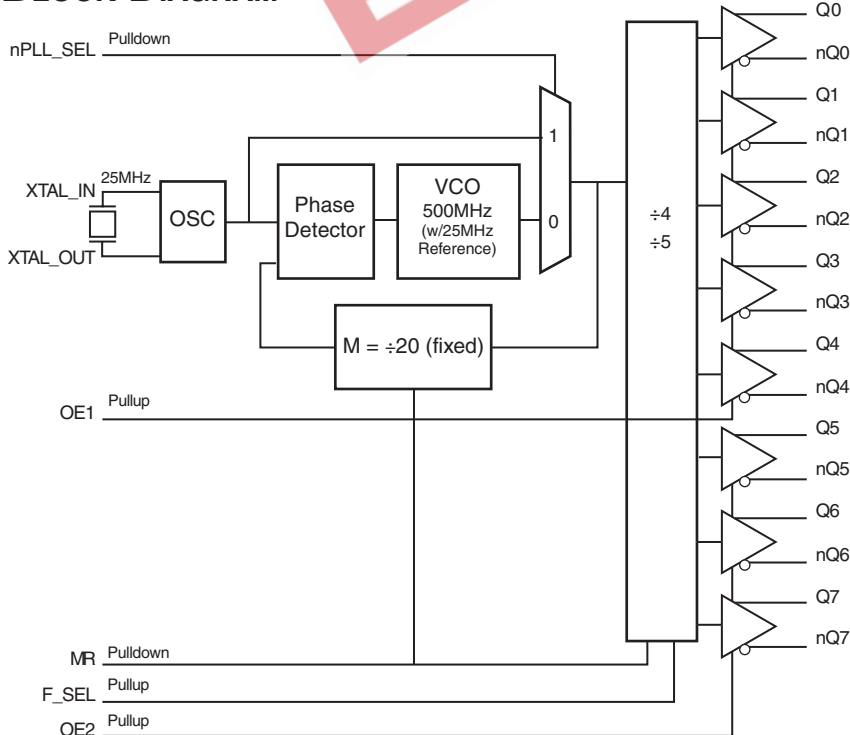 BLOCK DIAGRAM
nPLL_SEL Pulldown
XTAL_IN 25MHz
XTAL_OUT
OSC
Phase
Detector
VCO
500MHz
(w/25MHz
Reference)
1
0
M = ÷20 (fixed)
÷4
÷5
OE1 Pullup
MR Pulldown
F_SEL Pullup
OE2 Pullup
Q0
nQ0
Q1
nQ1
Q2
nQ2
Q3
nQ3
Q4
nQ4
Q5
nQ5
Q6
nQ6
Q7
nQ7